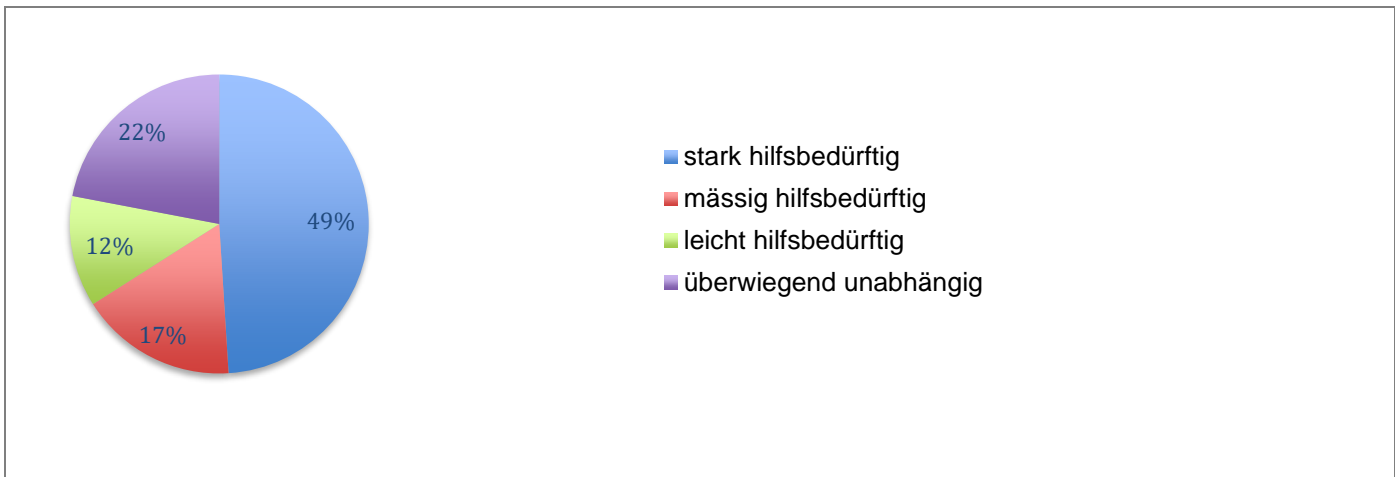 22%
49%
12%
17%
stark hilfsbedürftig
mässig hilfsbedürftig
leicht hilfsbedürftig
überwiegend unabhängig